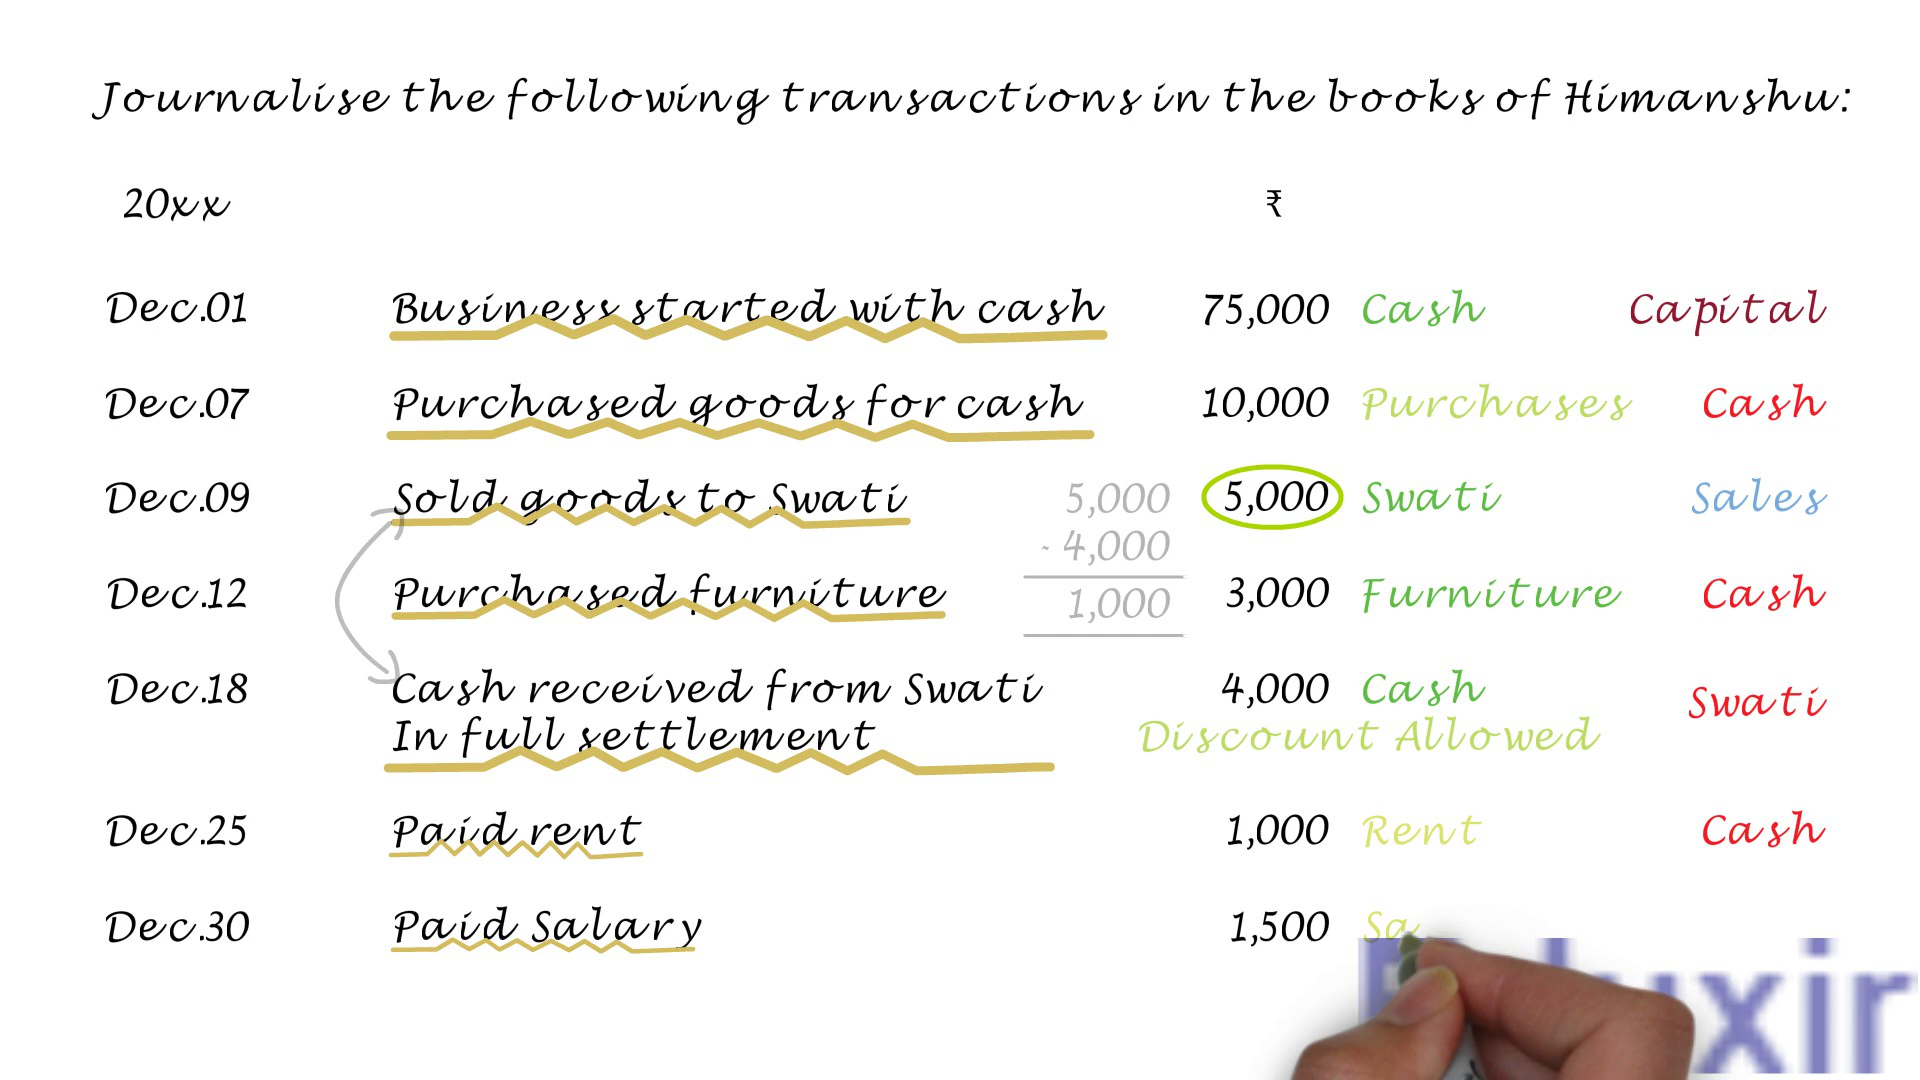 Journalise the following transactions in the books of Himanshu:
20xx ₹
Dec.01 Business started with cash 75,000 Cash Capital
Dec.07 Purchased goods for cash 10,000 Purchases Cash
Dec.09 Sold goods to Swati 5,000 5,000 Swati Sales
- 4,000
Dec.12 Purchased furniture 1,000 3,000 Furniture Cash
Dec.18 Cash received from Swati 4,000 Cash Swati
In full settlement Discount Allowed
Dec.25 Paid rent 1,000 Rent Cash
Dec.30 Paid Salary 1,500 Sa